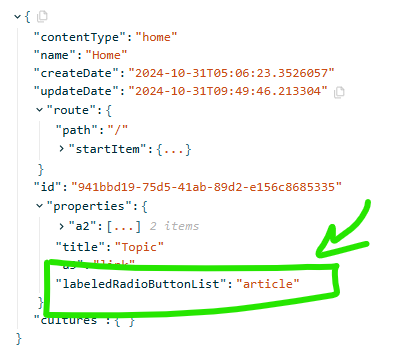 {
"contentType":"home"
"name":"Home"
"createDate":"2024-10-31T05:06:23.3526057"
"updateDate":"2024-10-31T09:49:46.213304"
"route":{
"path":"/"
"startItem":{...}
}
"id":"941bbd19-75d5-41ab-89d2-e156c8685335"
"properties":{
"a2":[...] 2 items
"title":"Topic"
"link"
"labeledRadioButtonList":"article"
}
"cultures":{ }
}